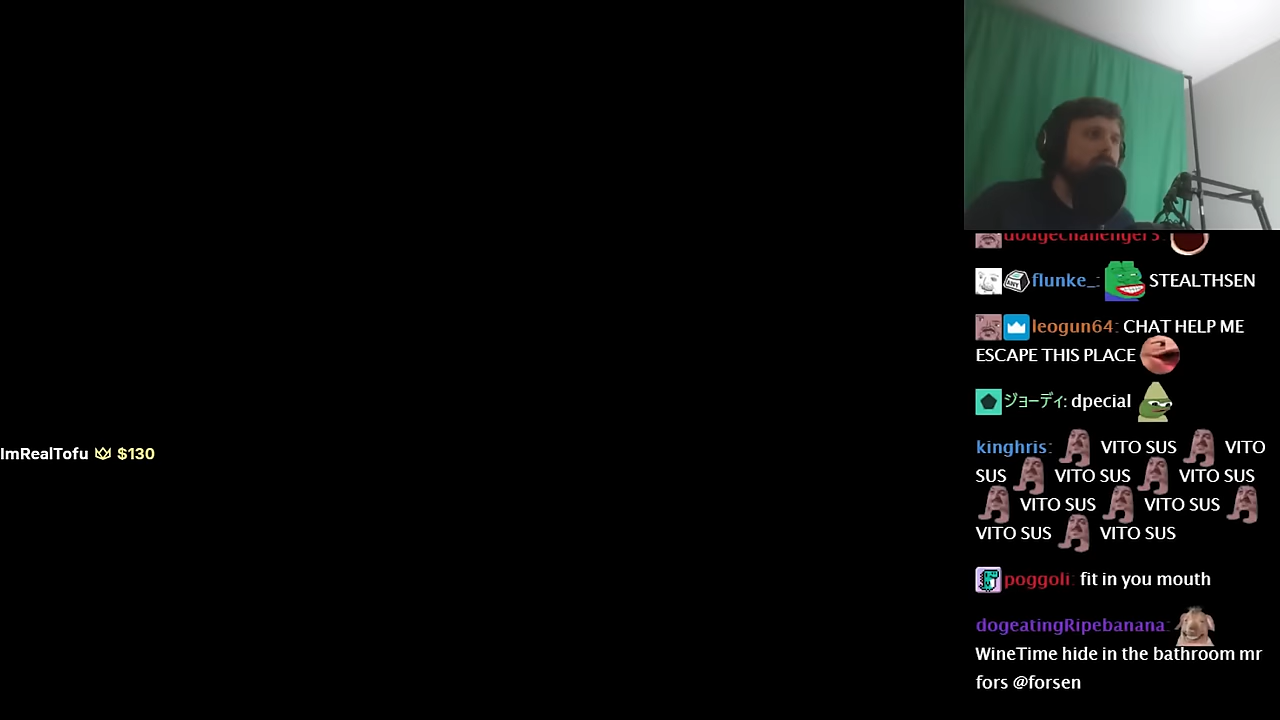 dodgechallenger3:
flunke_: STEALTHSEN
leogun64: CHAT HELP ME
ESCAPE THIS PLACE
ジョーディ: dpecial
ImRealTofu $130
kinghris: VITO SUS VITO
SUS VITO SUS VITO SUS
VITO SUS VITO SUS
VITO SUS VITO SUS
poggoli: fit in you mouth
dogeatingRipebanana:
WineTime hide in the bathroom mr
fors @forsen